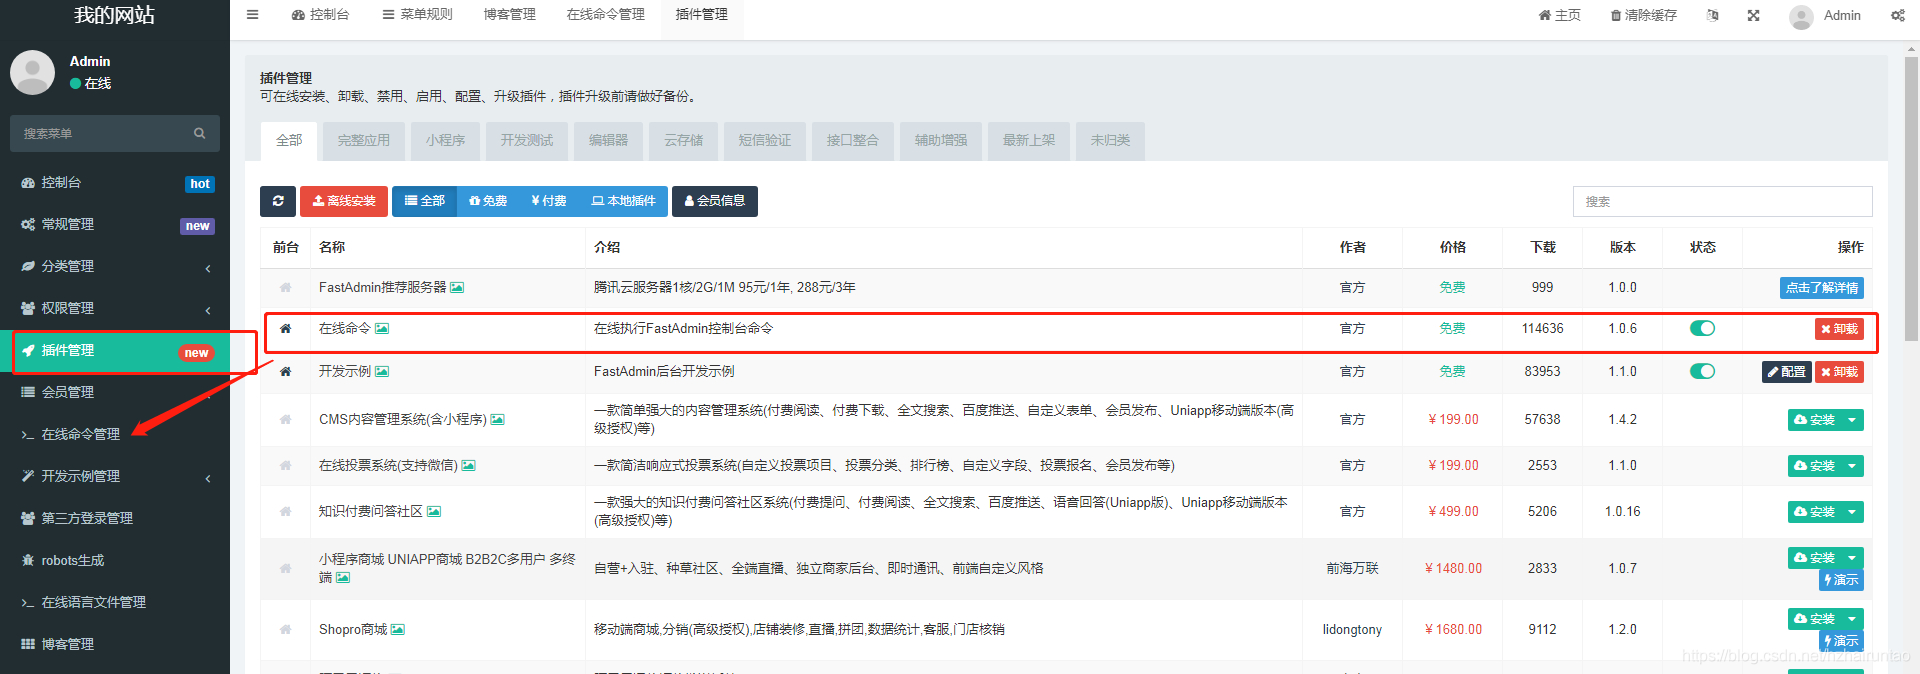 我的网站
控制台
菜单规则
博客管理
在线命令管理
插件管理
主页
清除缓存
Admin
Admin
在线
搜索菜单
控制台 hot
常规管理 new
分类管理
权限管理
插件管理 new
会员管理
在线命令管理
开发示例管理
第三方登录管理
robots生成
在线语言文件管理
博客管理
插件管理
可在线安装、卸载、禁用、启用、配置、升级插件，插件升级前请做好备份。
全部 完整应用 小程序 开发测试 编辑器 云存储 短信验证 接口整合 辅助增强 最新上架 未归类
离线安装 全部 免费 ¥付费 本地插件 会员信息
搜索
前台 名称 介绍 作者 价格 下载 版本 状态 操作
FastAdmin推荐服务器 腾讯云服务器1核/2G/1M 95元/1年, 288元/3年 官方 免费 999 1.0.0 点击了解详情
在线命令 在线执行FastAdmin控制台命令 官方 免费 114636 1.0.6 卸载
开发示例 FastAdmin后台开发示例 官方 免费 83953 1.1.0 配置 卸载
CMS内容管理系统(含小程序) 一款简单强大的内容管理系统(付费阅读、付费下载、全文搜索、百度推送、自定义表单、会员发布、Uniapp移动端版本(高
级授权)等) 官方 ¥199.00 57638 1.4.2 安装
在线投票系统(支持微信) 一款简洁响应式投票系统(自定义投票项目、投票分类、排行榜、自定义字段、投票报名、会员发布等) 官方 ¥199.00 2553 1.1.0 安装
知识付费问答社区 一款强大的知识付费问答社区系统(付费提问、付费阅读、全文搜索、百度推送、语音回答(Uniapp版)、Uniapp移动端版本
(高级授权)等) 官方 ¥499.00 5206 1.0.16 安装
小程序商城 UNIAPP商城 B2B2C多用户 多终
端 自营+入驻、种草社区、全端直播、独立商家后台、即时通讯、前端自定义风格 前海万联 ¥1480.00 2833 1.0.7 安装
演示
Shopro商城 移动端商城,分销(高级授权),店铺装修,直播,拼团,数据统计,客服,门店核销 lidongtony ¥1680.00 9112 1.2.0 安装
演示
https://blog.csdn.net/hzhairuntao